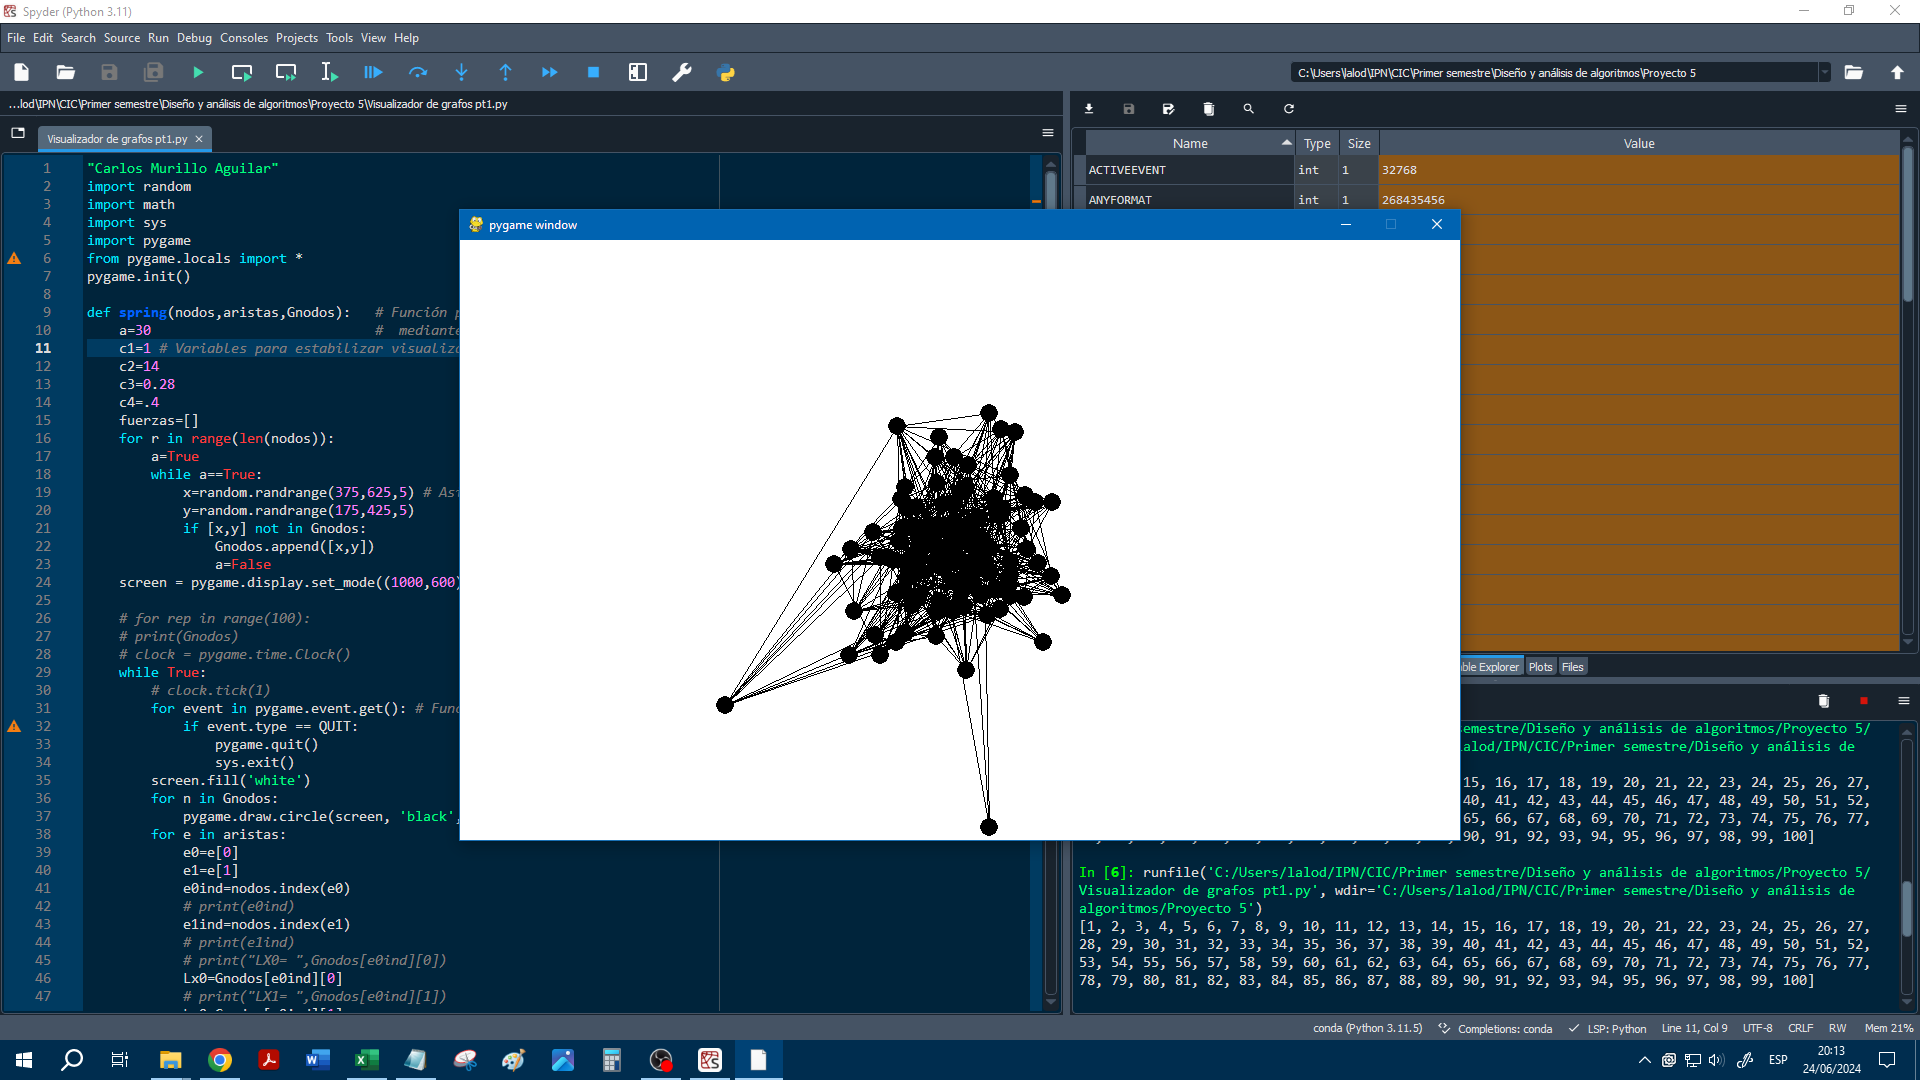 Spyder (Python 3.11)
File Edit Search Source Run Debug Consoles Projects Tools View Help
C:\Users\lalod\IPN\CIC\Primer semestre\Diseño y análisis de algoritmos\Proyecto 5
...lod\IPN\CIC\Primer semestre\Diseño y análisis de algoritmos\Proyecto 5\Visualizador de grafos pt1.py
Visualizador de grafos pt1.py
1 "Carlos Murillo Aguilar"
2 import random
3 import math
4 import sys
5 import pygame
6 from pygame.locals import *
7 pygame.init()
8
9 def spring(nodos,aristas,Gnodos): # Función p
10 a=30 # mediante
11 c1=1 # Variables para estabilizar visualiz
12 c2=14
13 c3=0.28
14 c4=.4
15 fuerzas=[]
16 for r in range(len(nodos)):
17 a=True
18 while a==True:
19 x=random.randrange(375,625,5) # As
20 y=random.randrange(175,425,5)
21 if [x,y] not in Gnodos:
22 Gnodos.append([x,y])
23 a=False
24 screen = pygame.display.set_mode((1000,600)
25
26 # for rep in range(100):
27 # print(Gnodos)
28 # clock = pygame.time.Clock()
29 while True:
30 # clock.tick(1)
31 for event in pygame.event.get(): # Fun
32 if event.type == QUIT:
33 pygame.quit()
34 sys.exit()
35 screen.fill('white')
36 for n in Gnodos:
37 pygame.draw.circle(screen, 'black',
38 for e in aristas:
39 e0=e[0]
40 e1=e[1]
41 e0ind=nodos.index(e0)
42 # print(e0ind)
43 e1ind=nodos.index(e1)
44 # print(e1ind)
45 # print("LX0= ",Gnodos[e0ind][0])
46 Lx0=Gnodos[e0ind][0]
47 # print("LX1= ",Gnodos[e0ind][1])
pygame window
Name Type Size Value
ACTIVEEVENT int 1 32768
ANYFORMAT int 1 268435456
ble Explorer Plots Files
emestre/Diseño y análisis de algoritmos/Proyecto 5/
alod/IPN/CIC/Primer semestre/Diseño y análisis de
15, 16, 17, 18, 19, 20, 21, 22, 23, 24, 25, 26, 27,
40, 41, 42, 43, 44, 45, 46, 47, 48, 49, 50, 51, 52,
65, 66, 67, 68, 69, 70, 71, 72, 73, 74, 75, 76, 77,
90, 91, 92, 93, 94, 95, 96, 97, 98, 99, 100]
In [6]: runfile('C:/Users/lalod/IPN/CIC/Primer semestre/Diseño y análisis de algoritmos/Proyecto 5/
Visualizador de grafos pt1.py', wdir='C:/Users/lalod/IPN/CIC/Primer semestre/Diseño y análisis de
algoritmos/Proyecto 5')
[1, 2, 3, 4, 5, 6, 7, 8, 9, 10, 11, 12, 13, 14, 15, 16, 17, 18, 19, 20, 21, 22, 23, 24, 25, 26, 27,
28, 29, 30, 31, 32, 33, 34, 35, 36, 37, 38, 39, 40, 41, 42, 43, 44, 45, 46, 47, 48, 49, 50, 51, 52,
53, 54, 55, 56, 57, 58, 59, 60, 61, 62, 63, 64, 65, 66, 67, 68, 69, 70, 71, 72, 73, 74, 75, 76, 77,
78, 79, 80, 81, 82, 83, 84, 85, 86, 87, 88, 89, 90, 91, 92, 93, 94, 95, 96, 97, 98, 99, 100]
conda (Python 3.11.5) Completions: conda LSP: Python Line 11, Col 9 UTF-8 CRLF RW Mem 21%
ESP
20:13
24/06/2024